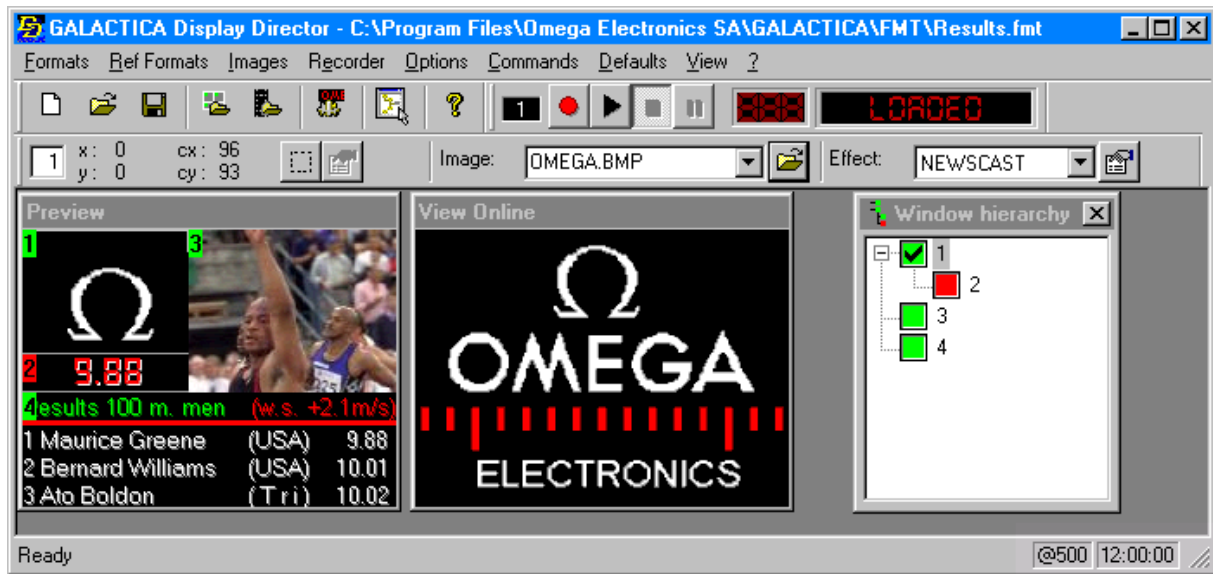 GALACTICA Display Director - C:\Program Files\Omega Electronics SA\GALACTICA\FMT\Results.fmt
Formats Ref Formats Images Recorder Options Commands Defaults View ?
1 LOADED
1 x: 0 cx: 96 Image: OMEGA.BMP Effect: NEWSCAST
y: 0 cy: 93
Preview
1 3
Ω
2 9.88
4esults 100 m. men (w.s. +2.1m/s)
1 Maurice Greene (USA) 9.88
2 Bernard Williams (USA) 10.01
3 Ato Boldon (Tri) 10.02
View Online
Ω
OMEGA
ELECTRONICS
Window hierarchy
1
2
3
4
Ready @500 12:00:00